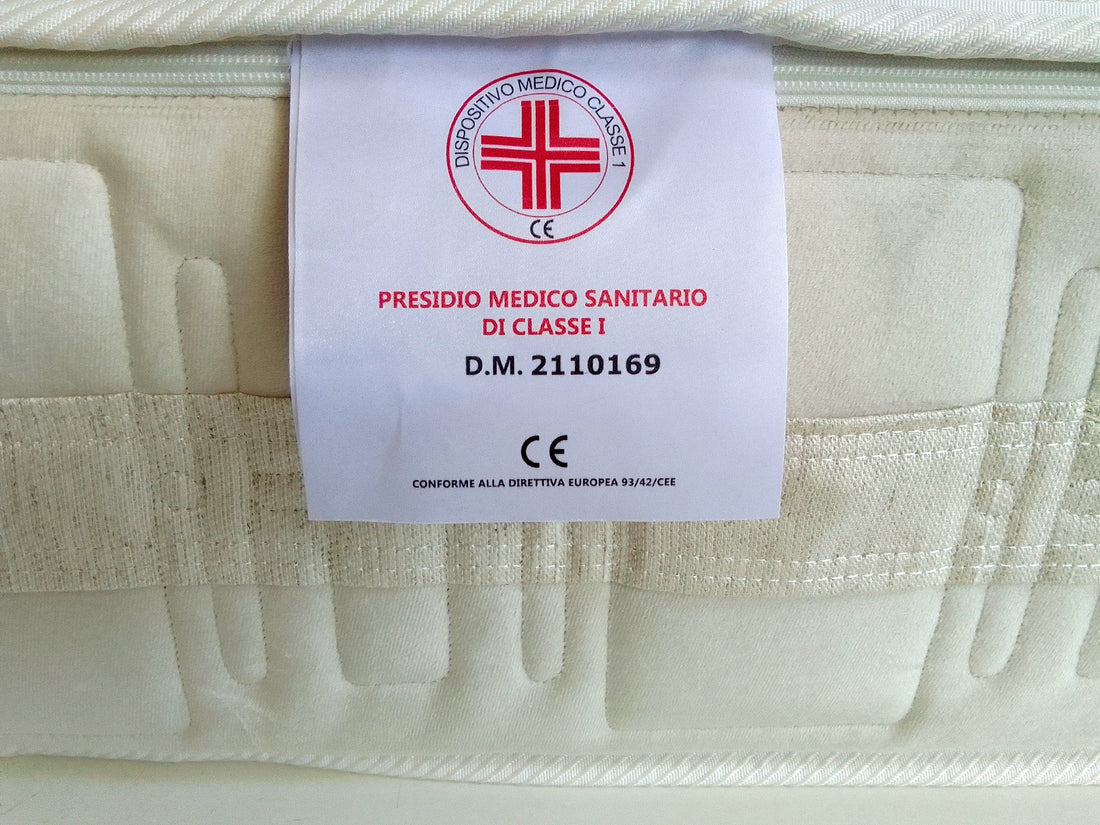 DISPOSITIVO MEDICO CLASSE 1
CE
PRESIDIO MEDICO SANITARIO
DI CLASSE I
D.M. 2110169
CE
CONFORME ALLA DIRETTIVA EUROPEA 93/42/CEE